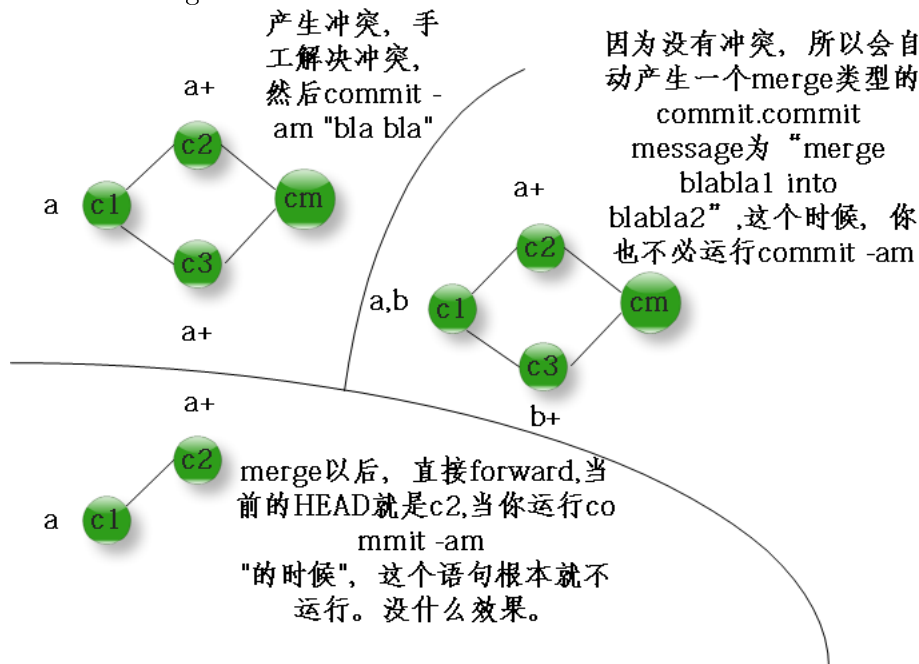 产生冲突，手
工解决冲突，
然后commit -
am "bla bla"
a+
c2
a
c1
cm
c3
a+
因为没有冲突，所以会自
动产生一个merge类型的
commit.commit
message为“merge
blabla1 into
blabla2”,这个时候，你
也不必运行commit -am
a+
c2
a,b
c1
cm
c3
b+
a+
c2
a
c1
merge以后，直接forward,当
前的HEAD就是c2,当你运行co
mmit -am
"的时候"，这个语句根本就不
运行。没什么效果。